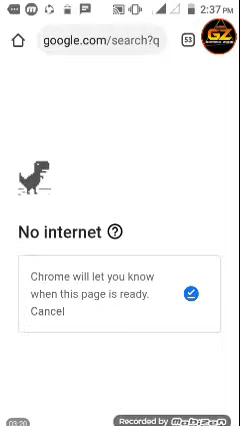 2:37 PM
google.com/search?q
53
GZ
No internet
Chrome will let you know
when this page is ready.
Cancel
03:20
Recorded by MOBIZEN